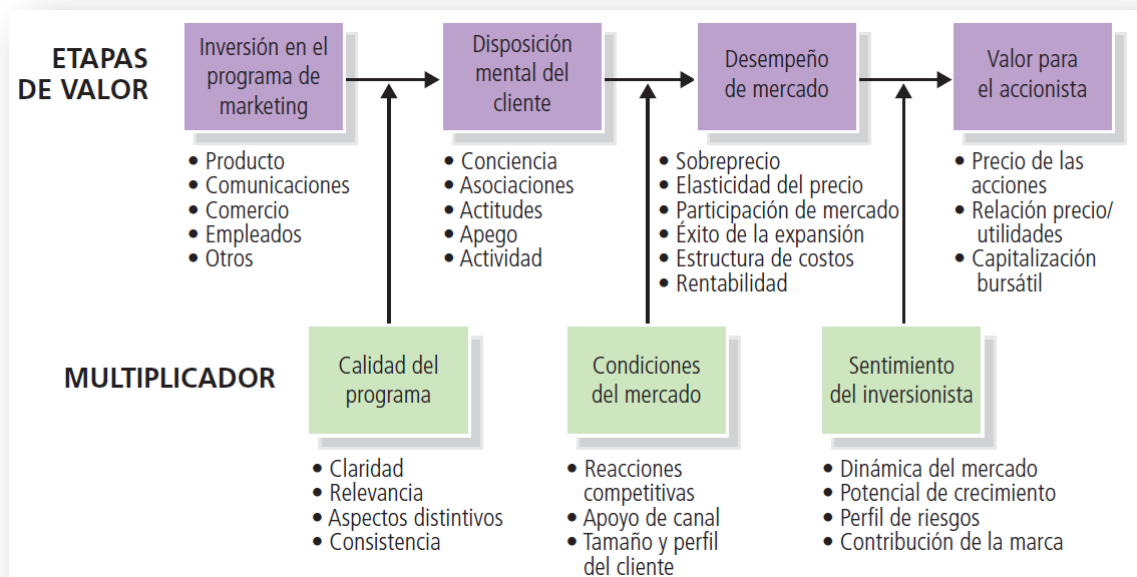 ETAPAS
DE VALOR
Inversión en el
programa de
marketing
• Producto
• Comunicaciones
• Comercio
• Empleados
• Otros
Disposición
mental del
cliente
• Conciencia
• Asociaciones
• Actitudes
• Apego
• Actividad
Desempeño
de mercado
• Sobreprecio
• Elasticidad del precio
• Participación de mercado
• Éxito de la expansión
• Estructura de costos
• Rentabilidad
Valor para
el accionista
• Precio de las
acciones
• Relación precio/
utilidades
• Capitalización
bursátil
MULTIPLICADOR
Calidad del
programa
• Claridad
• Relevancia
• Aspectos distintivos
• Consistencia
Condiciones
del mercado
• Reacciones
competitivas
• Apoyo de canal
• Tamaño y perfil
del cliente
Sentimiento
del inversionista
• Dinámica del mercado
• Potencial de crecimiento
• Perfil de riesgos
• Contribución de la marca